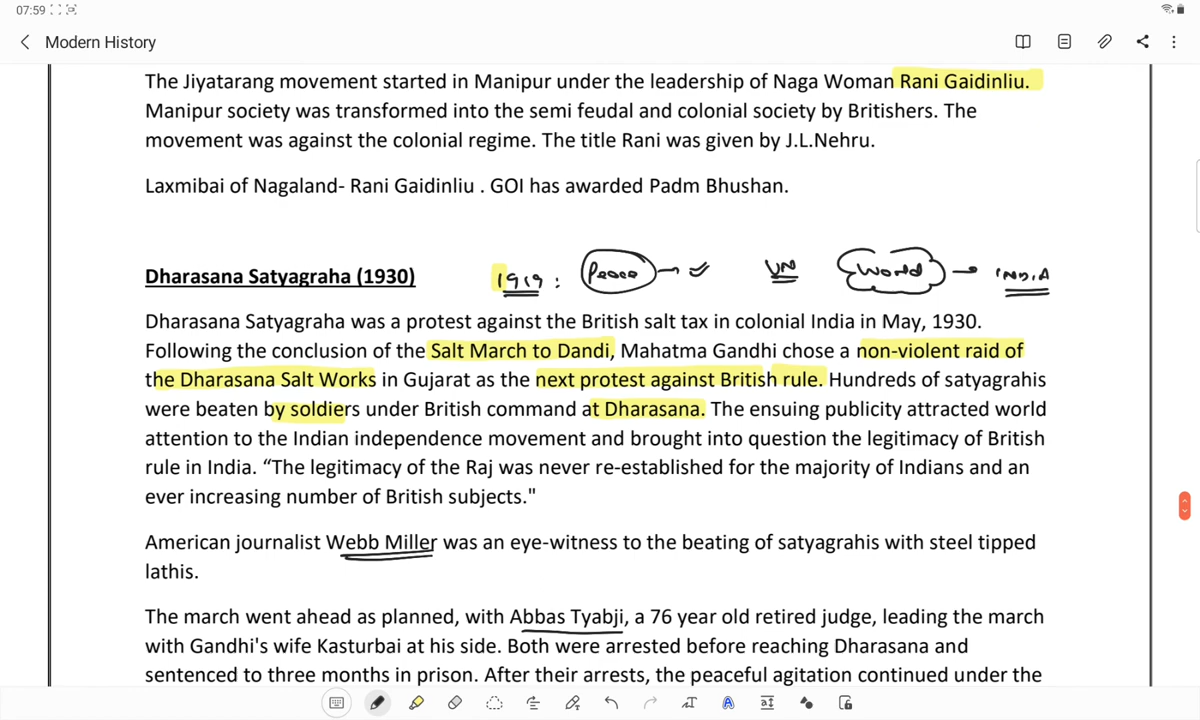 07:59
Modern History
The Jiyatarang movement started in Manipur under the leadership of Naga Woman Rani Gaidinliu.
Manipur society was transformed into the semi feudal and colonial society by Britishers. The
movement was against the colonial regime. The title Rani was given by J.L.Nehru.
Laxmibai of Nagaland- Rani Gaidinliu . GOI has awarded Padm Bhushan.
Dharasana Satyagraha (1930) 1919 : Peace UN World INDIA
Dharasana Satyagraha was a protest against the British salt tax in colonial India in May, 1930.
Following the conclusion of the Salt March to Dandi, Mahatma Gandhi chose a non-violent raid of
the Dharasana Salt Works in Gujarat as the next protest against British rule. Hundreds of satyagrahis
were beaten by soldiers under British command at Dharasana. The ensuing publicity attracted world
attention to the Indian independence movement and brought into question the legitimacy of British
rule in India. “The legitimacy of the Raj was never re-established for the majority of Indians and an
ever increasing number of British subjects."
American journalist Webb Miller was an eye-witness to the beating of satyagrahis with steel tipped
lathis.
The march went ahead as planned, with Abbas Tyabji, a 76 year old retired judge, leading the march
with Gandhi's wife Kasturbai at his side. Both were arrested before reaching Dharasana and
sentenced to three months in prison. After their arrests, the peaceful agitation continued under the